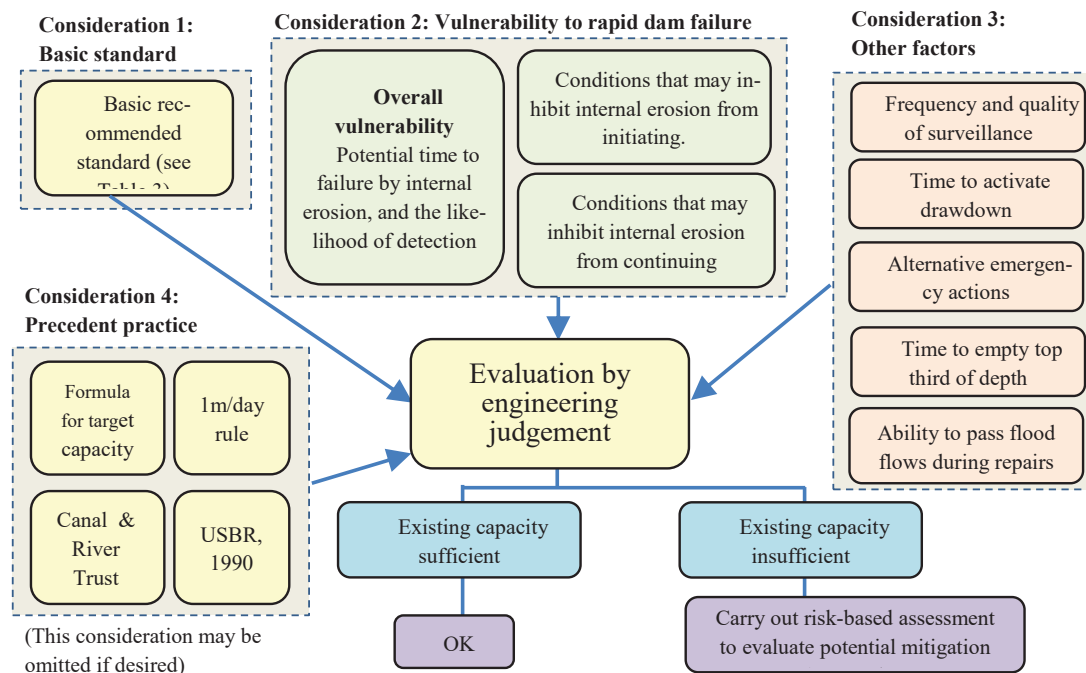 Consideration 1:
Basic standard
Basic rec-
ommended
standard (see
Table 3)
Consideration 2: Vulnerability to rapid dam failure
Overall
vulnerability
Potential time to
failure by internal
erosion, and the like-
lihood of detection
Conditions that may in-
hibit internal erosion from
initiating.
Conditions that may
inhibit internal erosion
from continuing
Consideration 3:
Other factors
Frequency and quality
of surveillance
Time to activate
drawdown
Alternative emergen-
cy actions
Time to empty top
third of depth
Ability to pass flood
flows during repairs
Consideration 4:
Precedent practice
Formula
for target
capacity
1m/day
rule
Canal & 
River
Trust
USBR,
1990
(This consideration may be
omitted if desired)
Evaluation by
engineering
judgement
Existing capacity
sufficient
Existing capacity
insufficient
OK
Carry out risk-based assessment
to evaluate potential mitigation